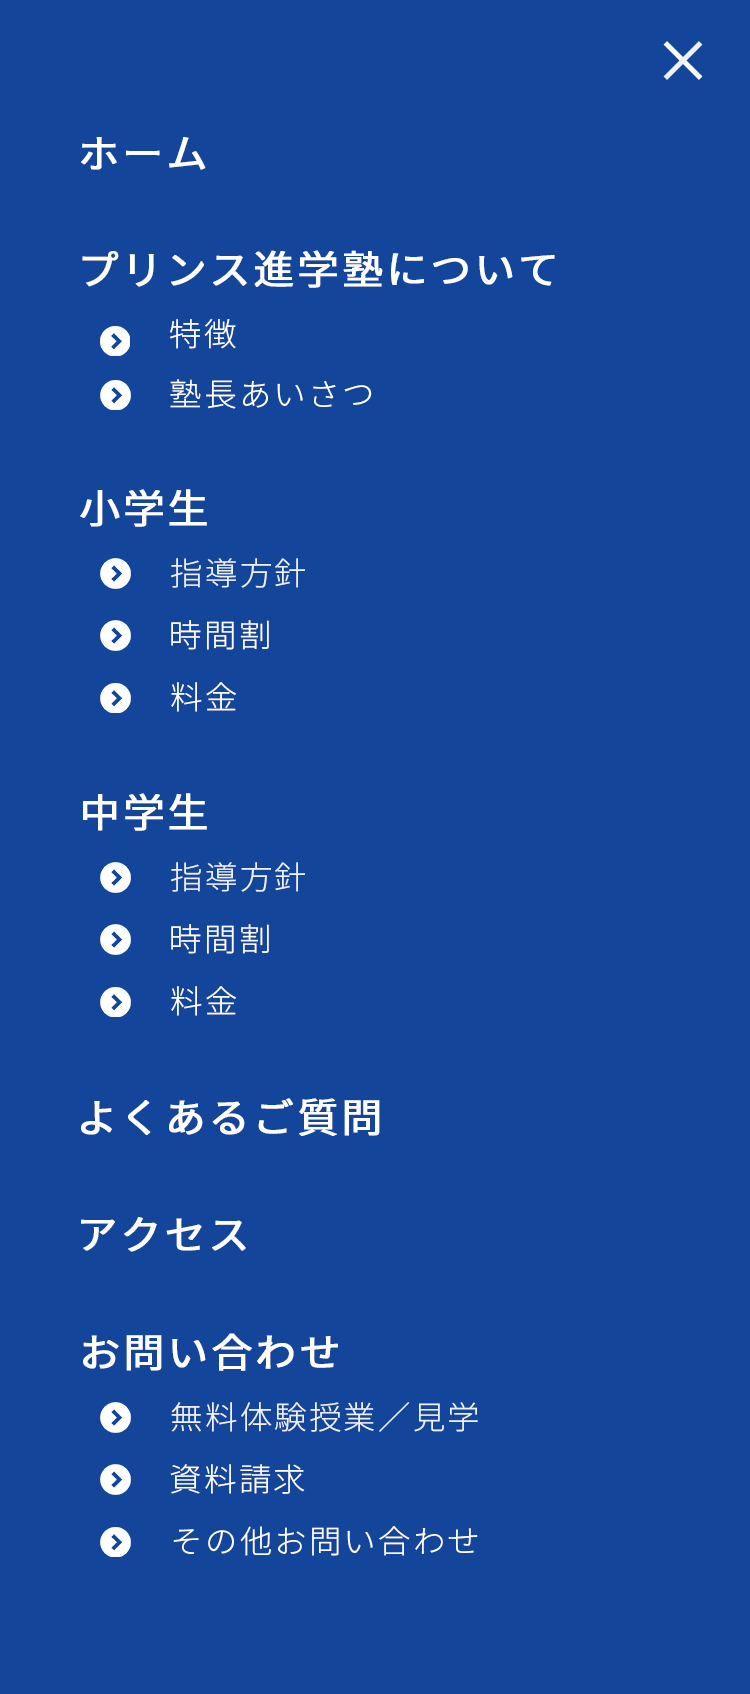 ホーム
プリンス進学塾について
特徴
塾長あいさつ
小学生
指導方針
時間割
料金
中学生
指導方針
時間割
料金
よくあるご質問
アクセス
お問い合わせ
無料体験授業／見学
資料請求
その他お問い合わせ